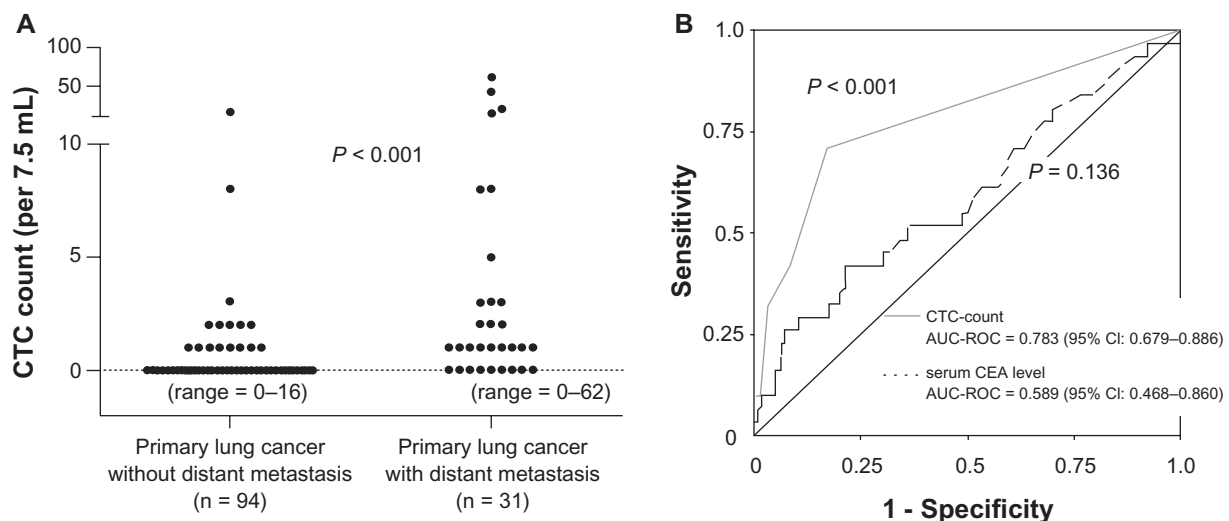 A
CTC count (per 7.5 mL)
100
50
10
5
0
P < 0.001
(range = 0–16)
(range = 0–62)
Primary lung cancer
without distant metastasis
(n = 94)
Primary lung cancer
with distant metastasis
(n = 31)
B
Sensitivity
1.0
0.75
0.5
0.25
0
P < 0.001
P = 0.136
CTC-count
AUC-ROC = 0.783 (95% CI: 0.679–0.886)
serum CEA level
AUC-ROC = 0.589 (95% CI: 0.468–0.860)
0
0.25
0.5
0.75
1.0
1 - Specificity